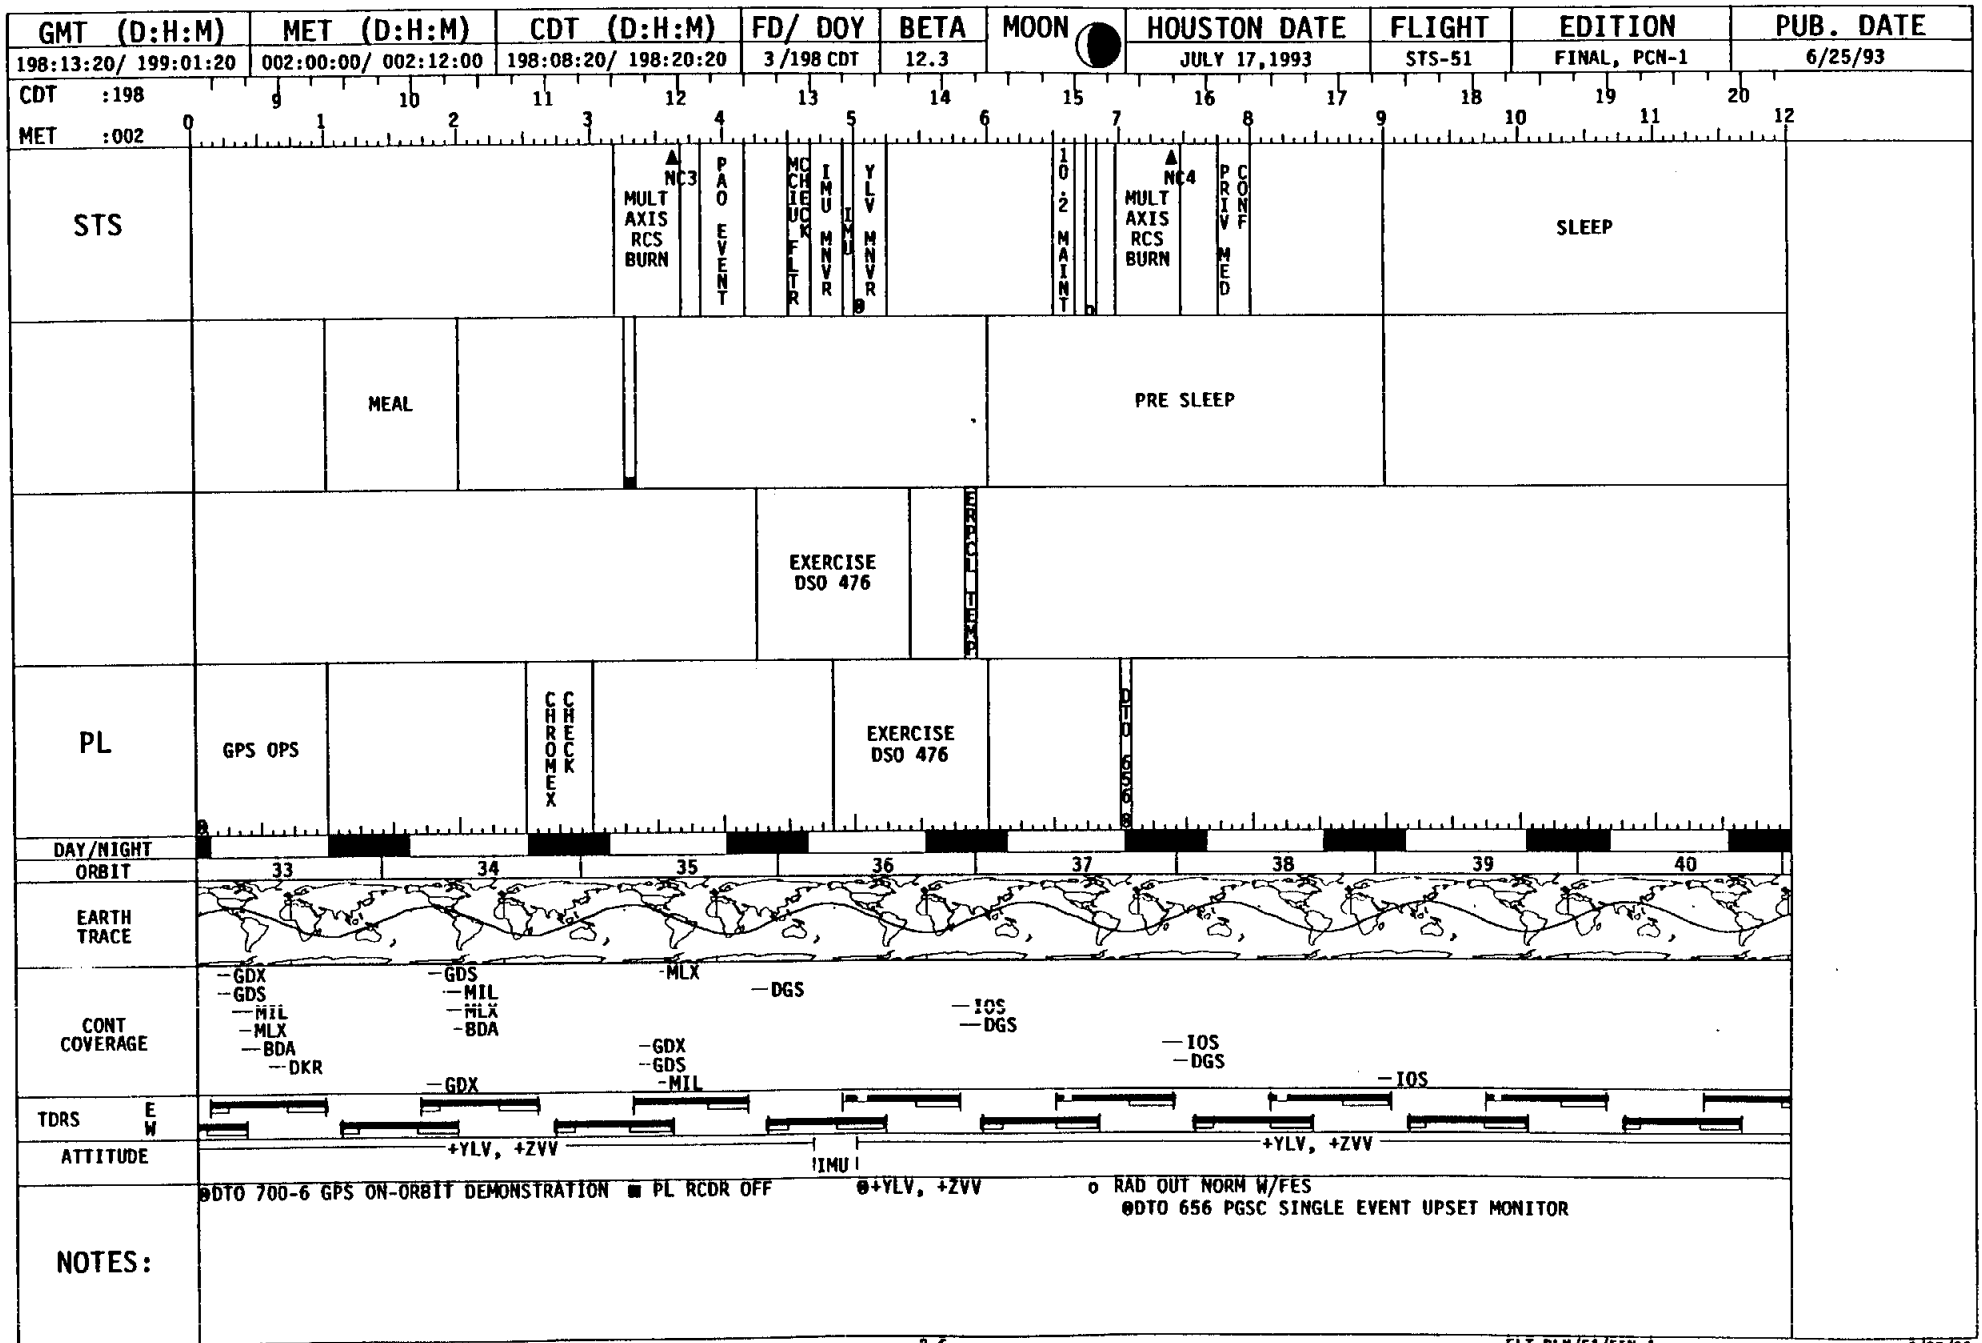 GMT (D:H:M) MET (D:H:M) CDT (D:H:M) FD/ DOY BETA MOON HOUSTON DATE FLIGHT EDITION PUB. DATE
198:13:20/ 199:01:20 002:00:00/ 002:12:00 198:08:20/ 198:20:20 3/198 CDT 12.3 JULY 17,1993 STS-51 FINAL, PCN-1 6/25/93
CDT :198 9 10 11 12 13 14 15 16 17 18 19 20
MET :002 0 1 2 3 4 5 6 7 8 9 10 11 12
STS
NC3
MULT
AXIS
RCS
BURN
PAO EVENT
MCIU FLTR
CHECK
IMU MNVR
IMU
YLV MNVR
10.2 MAINT
NC4
MULT
AXIS
RCS
BURN
PRIV MED
CONF
SLEEP
MEAL
PRE SLEEP
EXERCISE
DSO 476
ERPCL TEMP
PL
GPS OPS
CHROMEX
CHECK
EXERCISE
DSO 476
DTO 656
DAY/NIGHT
ORBIT 33 34 35 36 37 38 39 40
EARTH
TRACE
CONT
COVERAGE
GDX GDS MLX
GDS MIL DGS
MIL MLX IOS
MLX BDA DGS
BDA GDX IOS
DKR GDS DGS
GDX MIL IOS
TDRS E
W
ATTITUDE
+YLV, +ZVV +YLV, +ZVV
IMU
DTO 700-6 GPS ON-ORBIT DEMONSTRATION PL RCDR OFF +YLV, +ZVV o RAD OUT NORM W/FES
DTO 656 PGSC SINGLE EVENT UPSET MONITOR
NOTES: